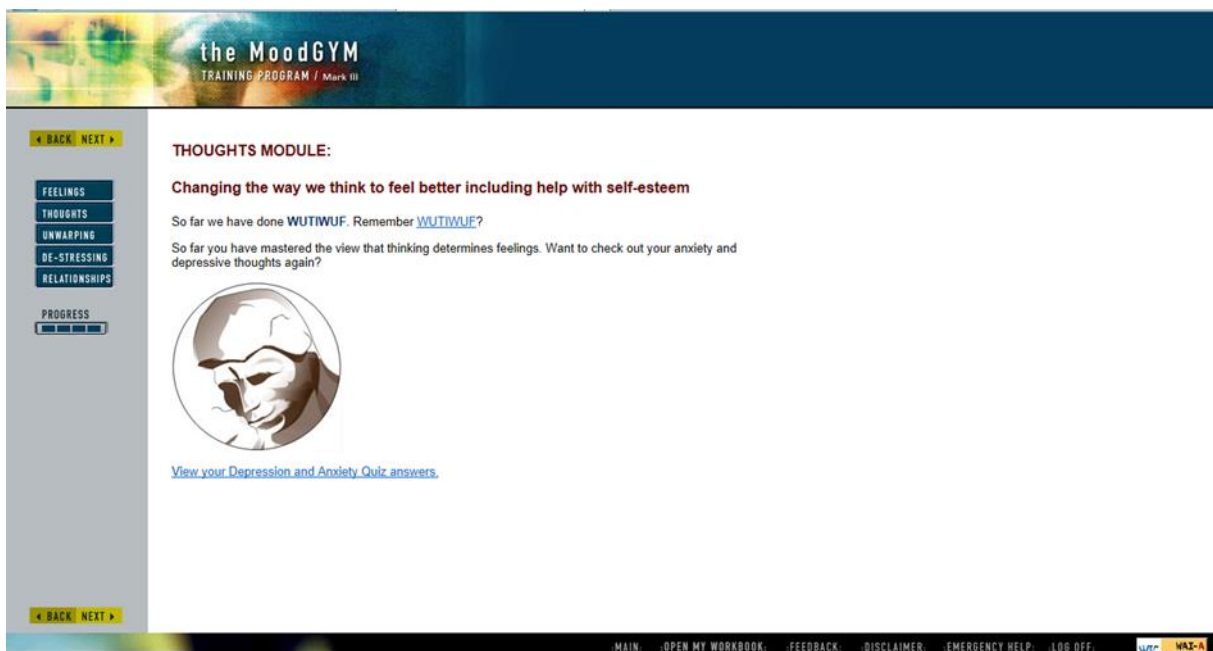 the MoodGYM
TRAINING PROGRAM / Mark III
◄ BACK NEXT ►
FEELINGS
THOUGHTS
UNWARPING
DE-STRESSING
RELATIONSHIPS
PROGRESS
THOUGHTS MODULE:
Changing the way we think to feel better including help with self-esteem
So far we have done WUTIWUF. Remember WUTIWUF?
So far you have mastered the view that thinking determines feelings. Want to check out your anxiety and
depressive thoughts again?
View your Depression and Anxiety Quiz answers.
◄ BACK NEXT ►
:MAIN: :OPEN MY WORKBOOK: :FEEDBACK: :DISCLAIMER: :EMERGENCY HELP: :LOG OFF: WAI-A